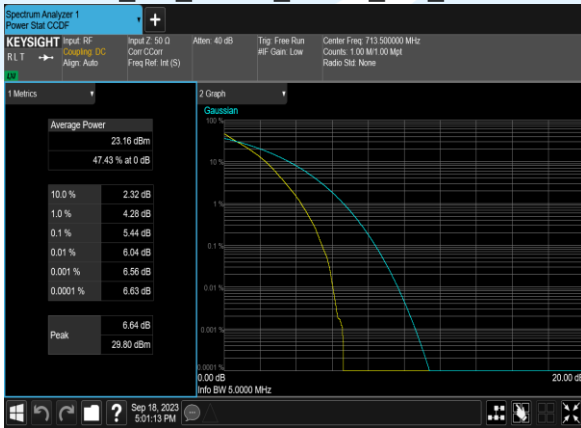 Spectrum Analyzer 1
Power Stat CCDF
KEYSIGHT
R L T
Input: RF
Coupling: DC
Align: Auto
Input Z: 50 Ω
Corr CCorr
Freq Ref: Int (S)
Atten: 40 dB
Trig: Free Run
#IF Gain: Low
Center Freq: 713.500000 MHz
Counts: 1.00 M/1.00 Mpt
Radio Std: None
1 Metrics
Average Power
23.16 dBm
47.43 % at 0 dB
10.0 % 2.32 dB
1.0 % 4.28 dB
0.1 % 5.44 dB
0.01 % 6.04 dB
0.001 % 6.56 dB
0.0001 % 6.63 dB
Peak
6.64 dB
29.80 dBm
2 Graph
Gaussian
100 %
10 %
1 %
0.1 %
0.01 %
0.001 %
0.0001 %
0.00 dB
20.00 dB
Info BW 5.0000 MHz
Sep 18, 2023
5:01:13 PM